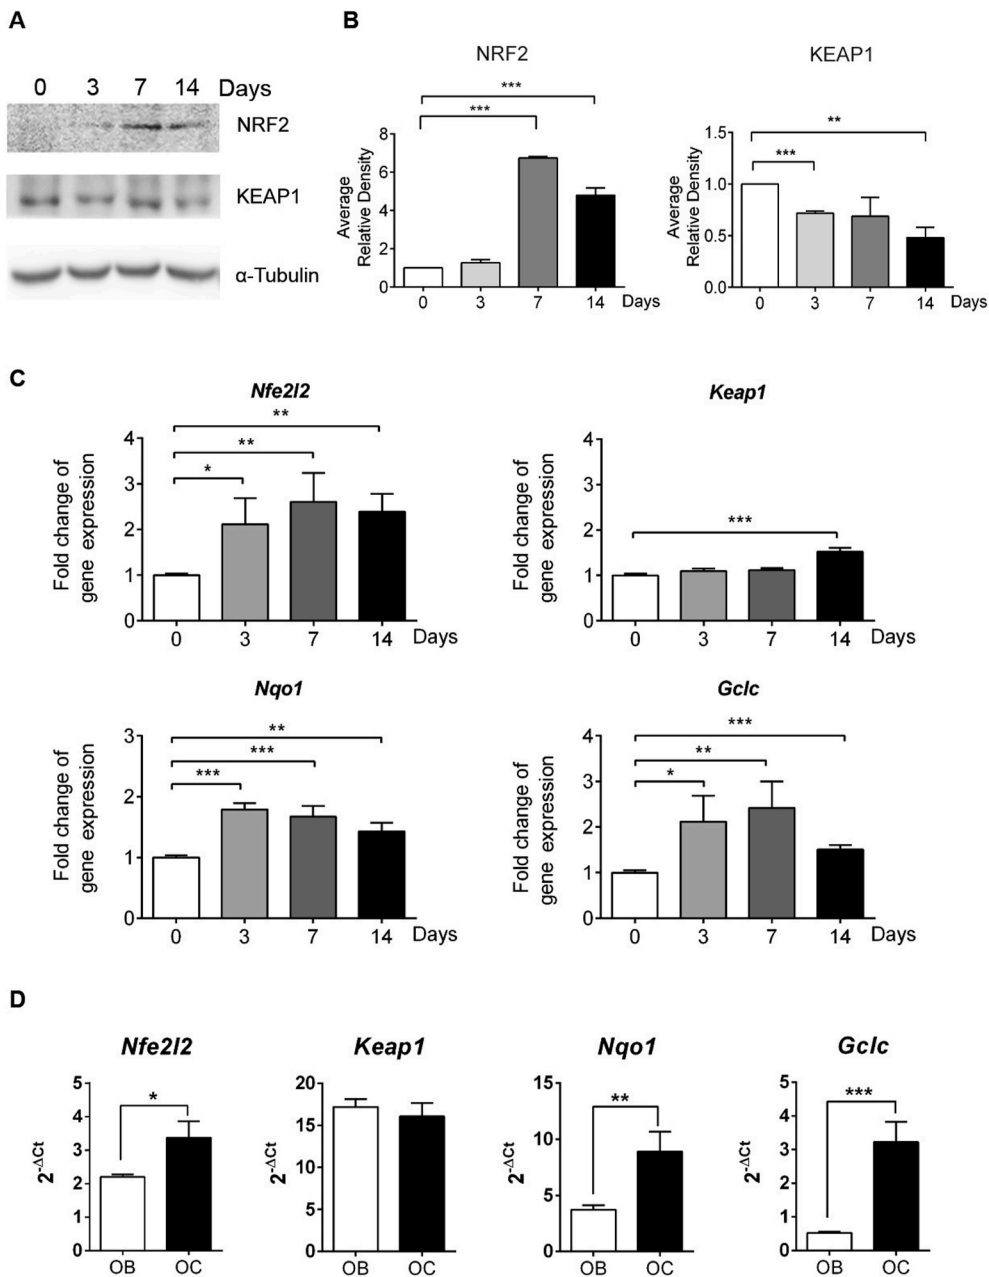 A
0 3 7 14 Days
NRF2
KEAP1
α-Tubulin
B
NRF2
***
***
Average
Relative Density
8
6
4
2
0
0 3 7 14 Days
KEAP1
**
***
Average
Relative Density
1.5
1.0
0.5
0.0
0 3 7 14 Days
C
Nfe2l2
**
**
*
Fold change of
gene expression
4
3
2
1
0
0 3 7 14 Days
Keap1
***
Fold change of
gene expression
4
3
2
1
0
0 3 7 14 Days
Nqo1
**
***
***
Fold change of
gene expression
3
2
1
0
0 3 7 14 Days
Gclc
***
**
*
Fold change of
gene expression
4
3
2
1
0
0 3 7 14 Days
D
Nfe2l2
*
2-ΔCt
5
4
3
2
1
0
OB OC
Keap1
2-ΔCt
20
15
10
5
0
OB OC
Nqo1
**
2-ΔCt
15
10
5
0
OB OC
Gclc
***
2-ΔCt
5
4
3
2
1
0
OB OC